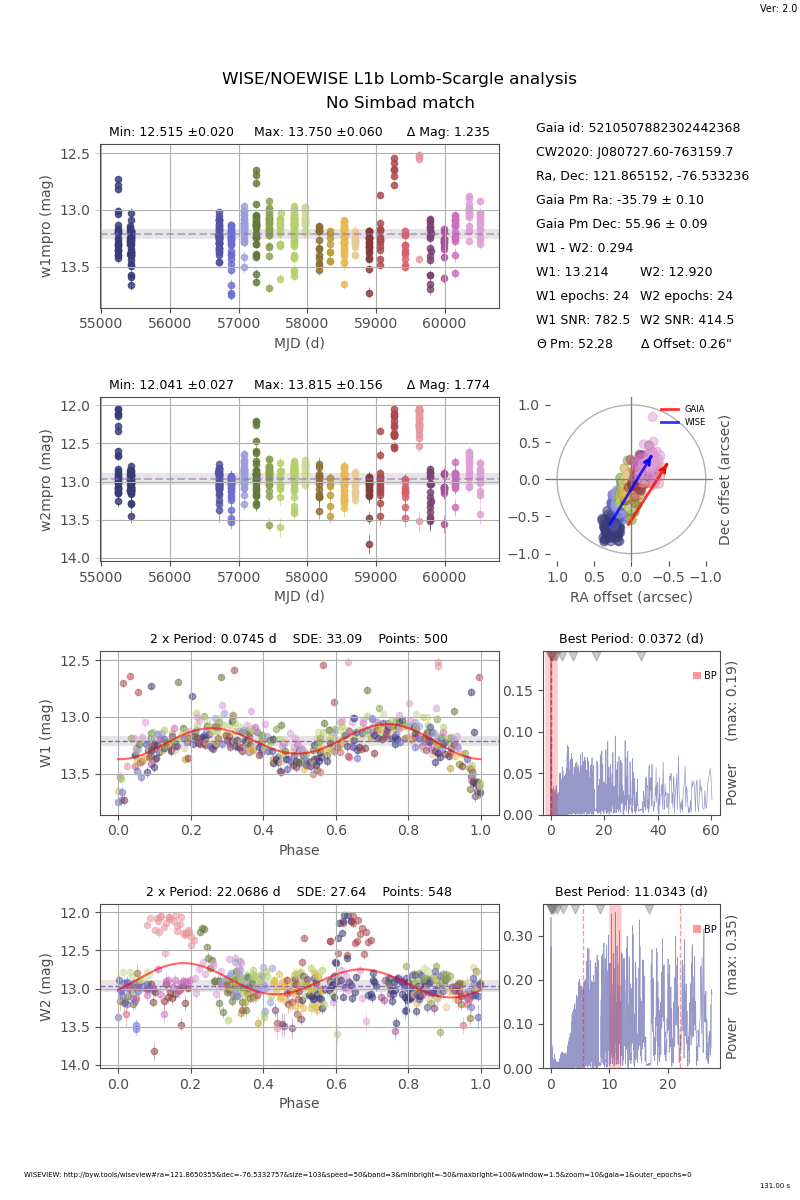 Ver: 2.0
WISE/NOEWISE L1b Lomb-Scargle analysis
No Simbad match
Min: 12.515 ±0.020 Max: 13.750 ±0.060 Δ Mag: 1.235
12.5
13.0
13.5
w1mpro (mag)
55000 56000 57000 58000 59000 60000
MJD (d)
Gaia id: 5210507882302442368
CW2020: J080727.60-763159.7
Ra, Dec: 121.865152, -76.533236
Gaia Pm Ra: -35.79 ± 0.10
Gaia Pm Dec: 55.96 ± 0.09
W1 - W2: 0.294
W1: 13.214 W2: 12.920
W1 epochs: 24 W2 epochs: 24
W1 SNR: 782.5 W2 SNR: 414.5
Θ Pm: 52.28 Δ Offset: 0.26"
Min: 12.041 ±0.027 Max: 13.815 ±0.156 Δ Mag: 1.774
12.0
12.5
13.0
13.5
14.0
w2mpro (mag)
55000 56000 57000 58000 59000 60000
MJD (d)
GAIA
WISE
1.0
0.5
0.0
−0.5
−1.0
1.0 0.5 0.0 −0.5 −1.0
RA offset (arcsec)
Dec offset (arcsec)
2 x Period: 0.0745 d SDE: 33.09 Points: 500
12.5
13.0
13.5
W1 (mag)
0.0 0.2 0.4 0.6 0.8 1.0
Phase
Best Period: 0.0372 (d)
BP
0.15
0.10
0.05
0.00
0 20 40 60
Power (max: 0.19)
2 x Period: 22.0686 d SDE: 27.64 Points: 548
12.0
12.5
13.0
13.5
14.0
W2 (mag)
0.0 0.2 0.4 0.6 0.8 1.0
Phase
Best Period: 11.0343 (d)
BP
0.30
0.20
0.10
0.00
0 10 20
Power (max: 0.35)
WISEVIEW: http://byw.tools/wiseview#ra=121.8650355&dec=-76.5332757&size=103&speed=50&band=3&minbright=-50&maxbright=100&window=1.5&zoom=10&gaia=1&outer_epochs=0
131.00 s